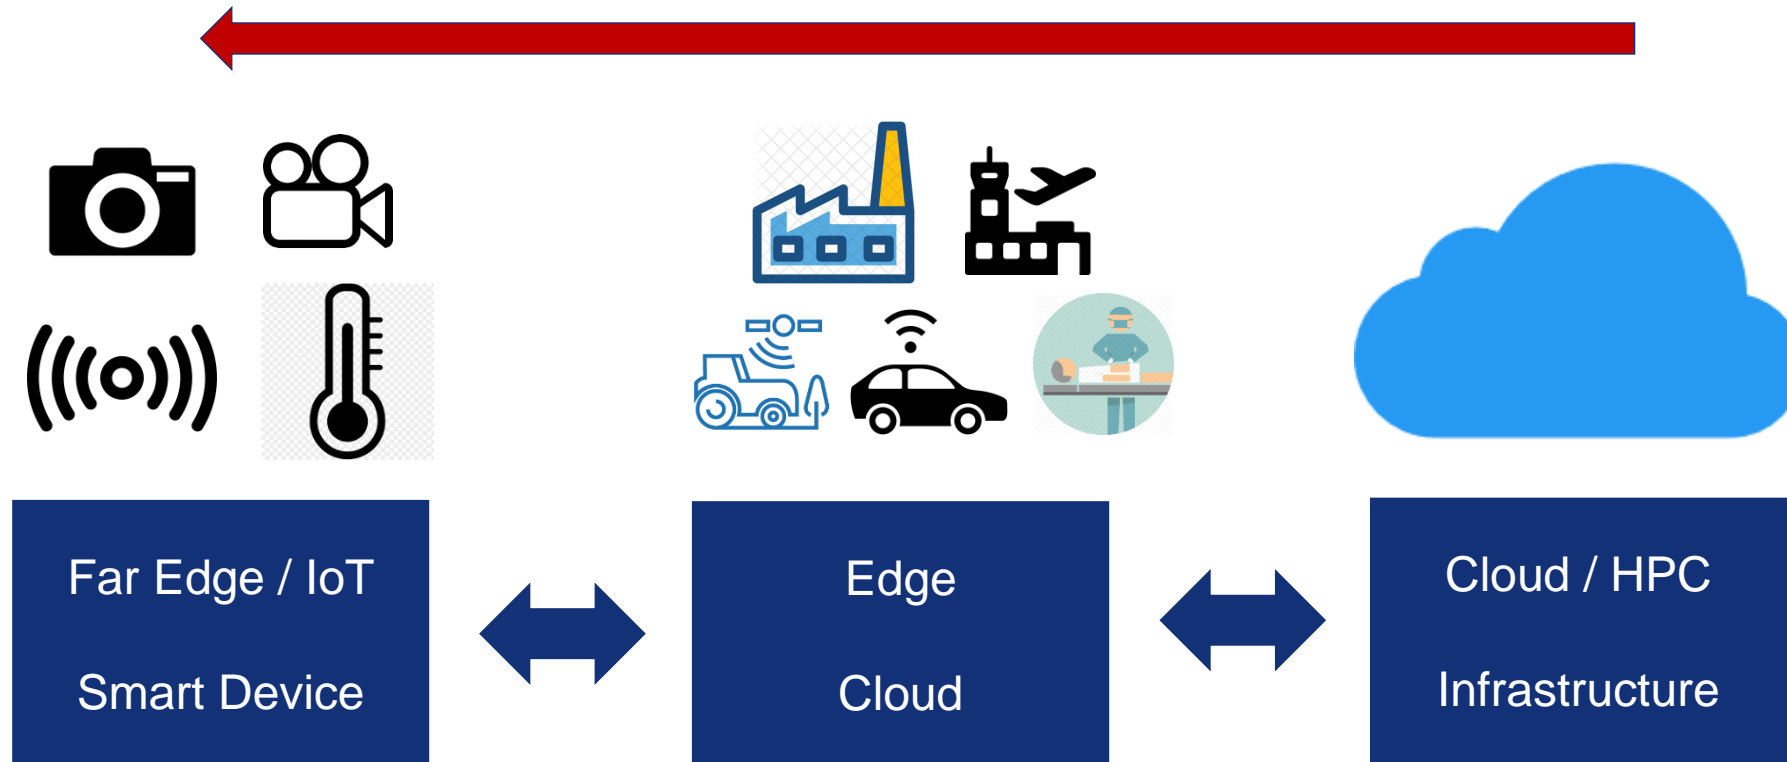 Far Edge / IoT
Smart Device
Edge
Cloud
Cloud / HPC
Infrastructure